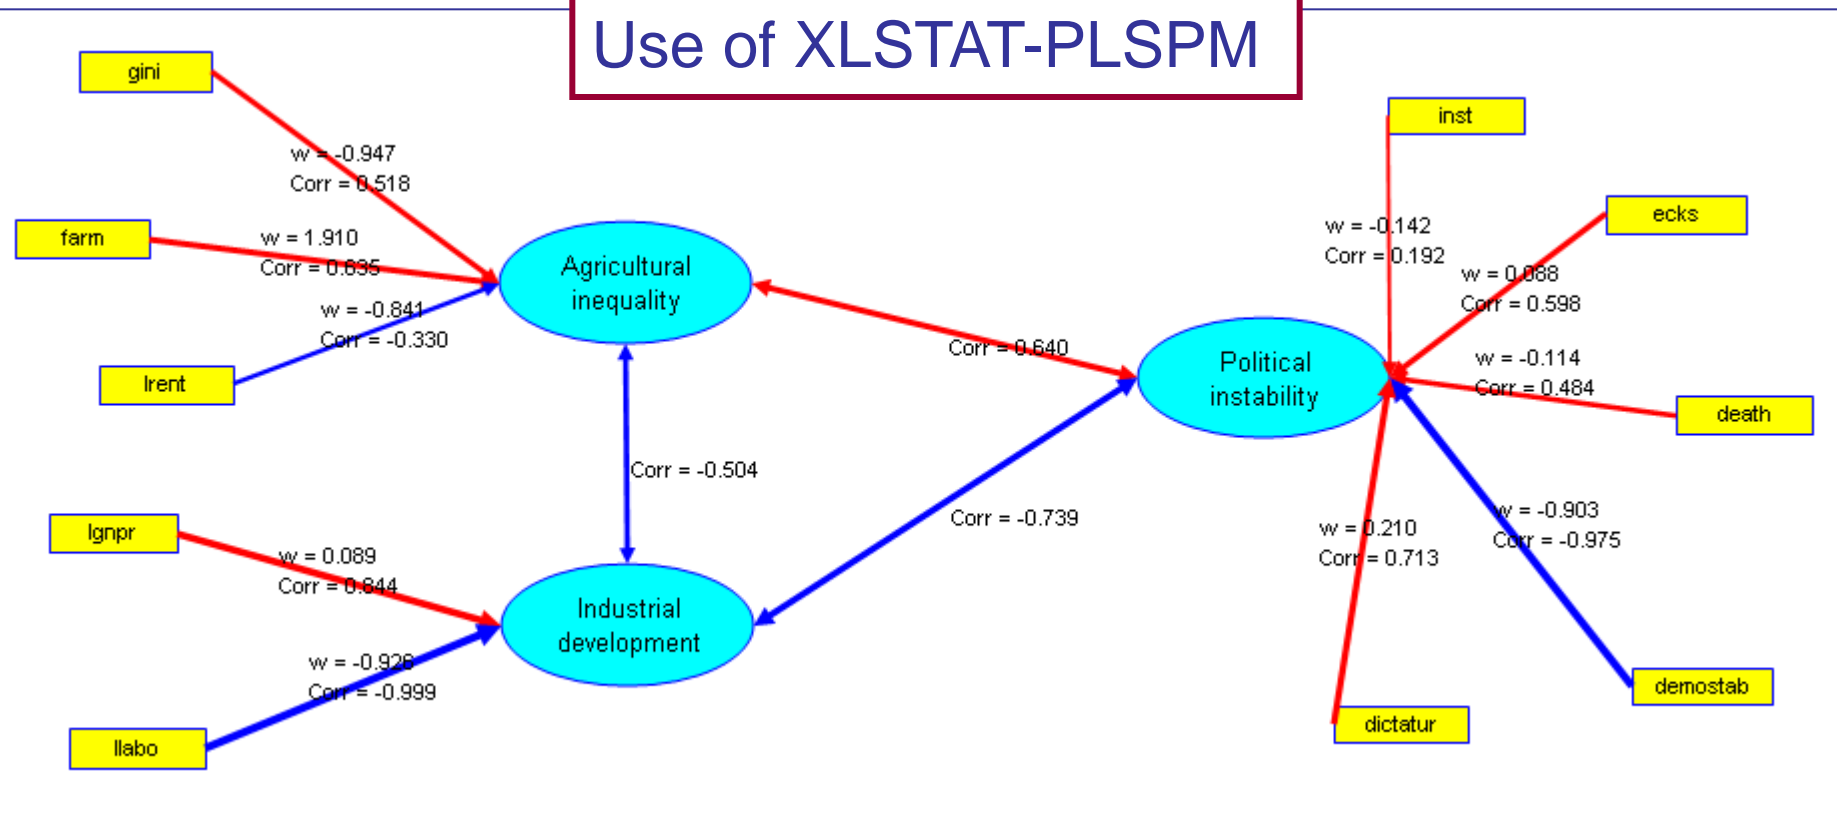 Use of XLSTAT-PLSPM
gini
w = -0.947
Corr = 0.518
farm
w = 1.910
Corr = 0.635
w = -0.841
Corr = -0.330
lrent
Agricultural
inequality
Corr = 0.640
Corr = -0.504
Corr = -0.739
lgnpr
w = 0.089
Corr = 0.844
Industrial
development
w = -0.926
Corr = -0.999
llabo
Political
instability
inst
w = -0.142
Corr = 0.192
ecks
w = 0.088
Corr = 0.598
w = -0.114
Corr = 0.484
death
w = -0.903
Corr = -0.975
demostab
w = 0.210
Corr = 0.713
dictatur